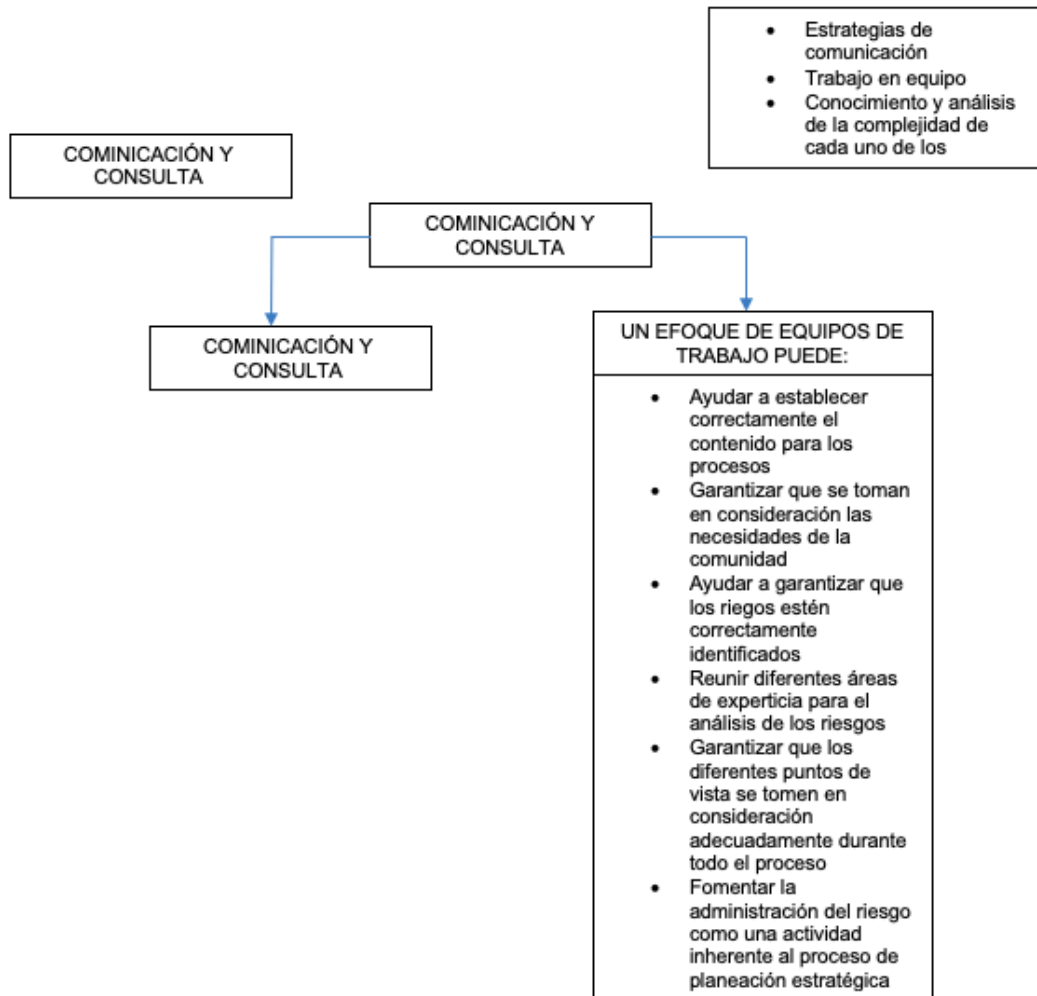 • Estrategias de
comunicación
• Trabajo en equipo
• Conocimiento y análisis
de la complejidad de
cada uno de los
COMINICACIÓN Y
CONSULTA
COMINICACIÓN Y
CONSULTA
COMINICACIÓN Y
CONSULTA
UN EFOQUE DE EQUIPOS DE
TRABAJO PUEDE:
• Ayudar a establecer
correctamente el
contenido para los
procesos
• Garantizar que se toman
en consideración las
necesidades de la
comunidad
• Ayudar a garantizar que
los riegos estén
correctamente
identificados
• Reunir diferentes áreas
de experticia para el
análisis de los riesgos
• Garantizar que los
diferentes puntos de
vista se tomen en
consideración
adecuadamente durante
todo el proceso
• Fomentar la
administración del riesgo
como una actividad
inherente al proceso de
planeación estratégica